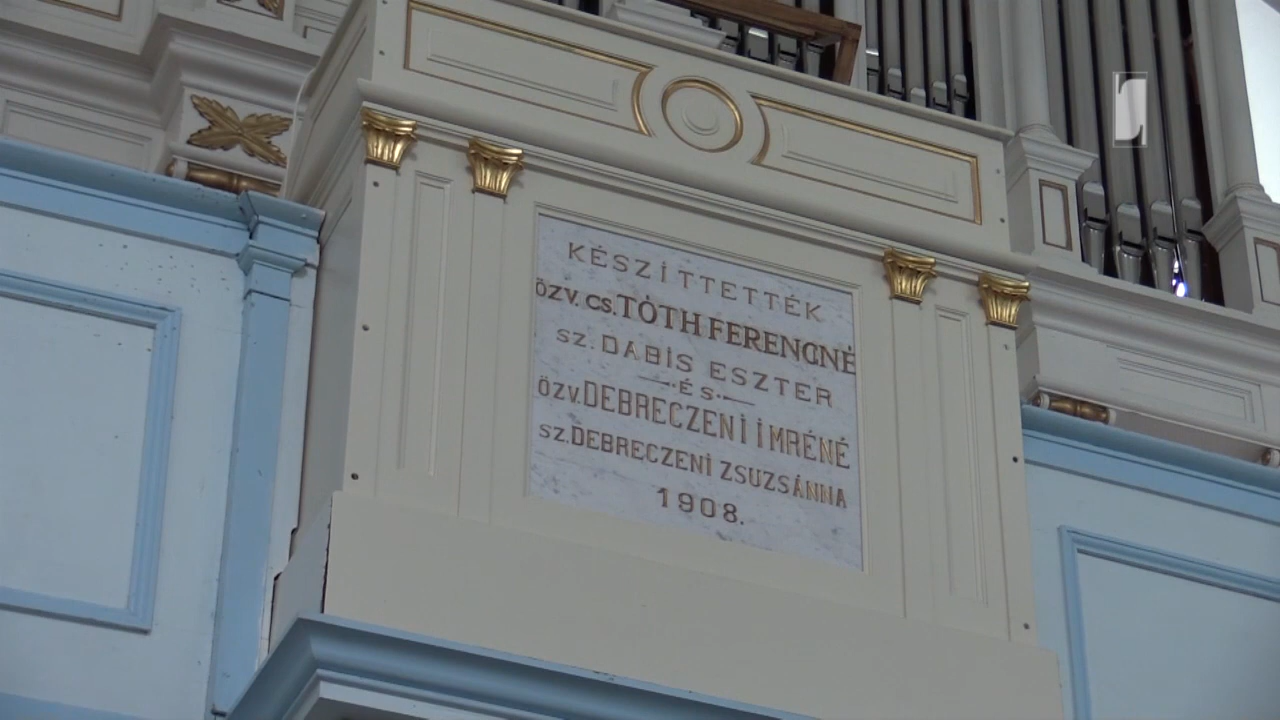 KÉSZÍTTETTÉK
ÖZV. CS. TÓTH FERENCNÉ
SZ. DABIS ESZTER
ÉS
ÖZV. DEBRECZENI IMRÉNÉ
SZ. DEBRECZENI ZSUZSÁNNA
1908.